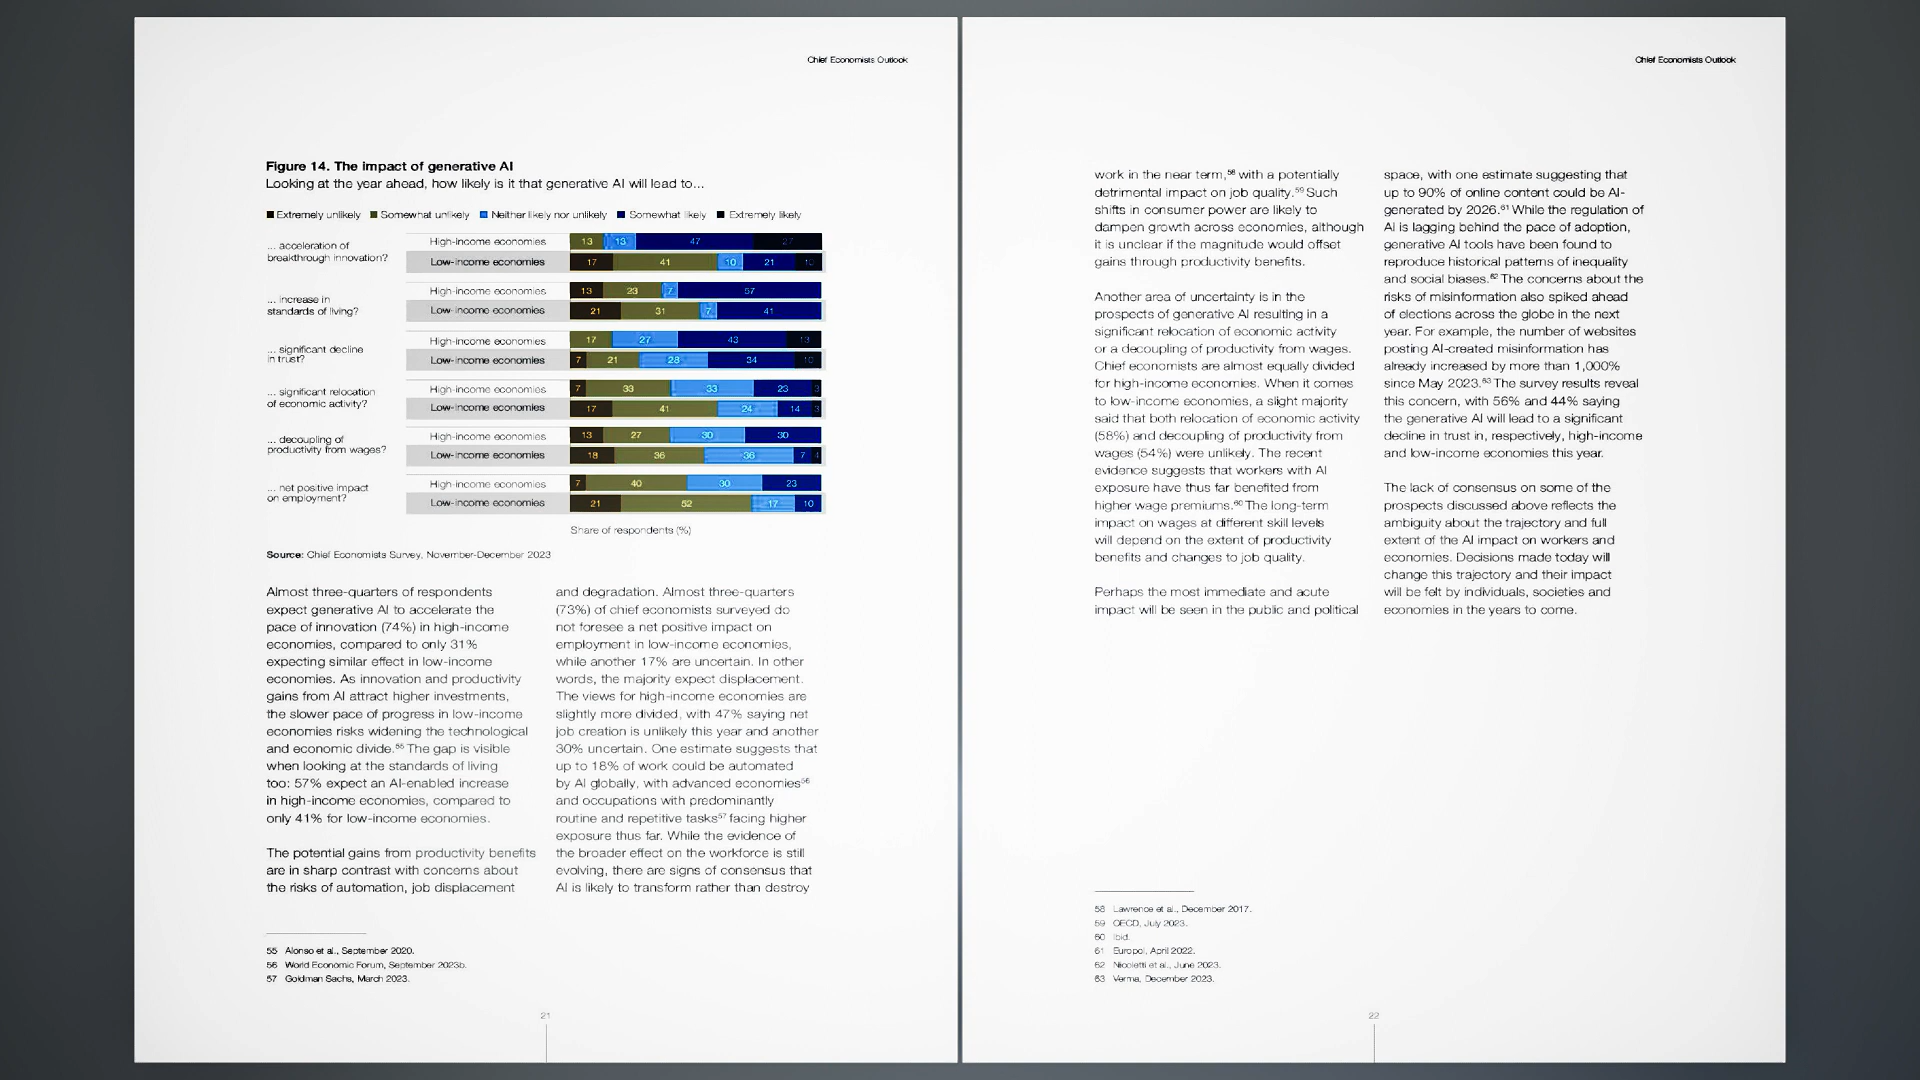 Chief Economists Outlook
Figure 14. The impact of generative AI
Looking at the year ahead, how likely is it that generative AI will lead to...
Extremely unlikely Somewhat unlikely Neither likely nor unlikely Somewhat likely Extremely likely
... acceleration of
breakthrough innovation?
High-income economies 13 13 47 27
Low-income economies 17 41 10 21 10
... increase in
standards of living?
High-income economies 13 23 7 57
Low-income economies 21 31 7 41
... significant decline
in trust?
High-income economies 17 27 43 13
Low-income economies 7 21 28 34 10
... significant relocation
of economic activity?
High-income economies 7 33 33 23 3
Low-income economies 17 41 24 14 3
... decoupling of
productivity from wages?
High-income economies 13 27 30 30
Low-income economies 18 36 36 7 4
... net positive impact
on employment?
High-income economies 7 40 30 23
Low-income economies 21 52 17 10
Share of respondents (%)
Source: Chief Economists Survey, November-December 2023
Almost three-quarters of respondents
expect generative AI to accelerate the
pace of innovation (74%) in high-income
economies, compared to only 31%
expecting similar effect in low-income
economies. As innovation and productivity
gains from AI attract higher investments,
the slower pace of progress in low-income
economies risks widening the technological
and economic divide.55 The gap is visible
when looking at the standards of living
too: 57% expect an AI-enabled increase
in high-income economies, compared to
only 41% for low-income economies.
The potential gains from productivity benefits
are in sharp contrast with concerns about
the risks of automation, job displacement
and degradation. Almost three-quarters
(73%) of chief economists surveyed do
not foresee a net positive impact on
employment in low-income economies,
while another 17% are uncertain. In other
words, the majority expect displacement.
The views for high-income economies are
slightly more divided, with 47% saying net
job creation is unlikely this year and another
30% uncertain. One estimate suggests that
up to 18% of work could be automated
by AI globally, with advanced economies56
and occupations with predominantly
routine and repetitive tasks57 facing higher
exposure thus far. While the evidence of
the broader effect on the workforce is still
evolving, there are signs of consensus that
AI is likely to transform rather than destroy
55 Alonso et al., September 2020.
56 World Economic Forum, September 2023b.
57 Goldman Sachs, March 2023.
21
Chief Economists Outlook
work in the near term,58 with a potentially
detrimental impact on job quality.59 Such
shifts in consumer power are likely to
dampen growth across economies, although
it is unclear if the magnitude would offset
gains through productivity benefits.
Another area of uncertainty is in the
prospects of generative AI resulting in a
significant relocation of economic activity
or a decoupling of productivity from wages.
Chief economists are almost equally divided
for high-income economies. When it comes
to low-income economies, a slight majority
said that both relocation of economic activity
(58%) and decoupling of productivity from
wages (54%) were unlikely. The recent
evidence suggests that workers with AI
exposure have thus far benefited from
higher wage premiums.60 The long-term
impact on wages at different skill levels
will depend on the extent of productivity
benefits and changes to job quality.
Perhaps the most immediate and acute
impact will be seen in the public and political
space, with one estimate suggesting that
up to 90% of online content could be AI-
generated by 2026.61 While the regulation of
AI is lagging behind the pace of adoption,
generative AI tools have been found to
reproduce historical patterns of inequality
and social biases.62 The concerns about the
risks of misinformation also spiked ahead
of elections across the globe in the next
year. For example, the number of websites
posting AI-created misinformation has
already increased by more than 1,000%
since May 2023.63 The survey results reveal
this concern, with 56% and 44% saying
the generative AI will lead to a significant
decline in trust in, respectively, high-income
and low-income economies this year.
The lack of consensus on some of the
prospects discussed above reflects the
ambiguity about the trajectory and full
extent of the AI impact on workers and
economies. Decisions made today will
change this trajectory and their impact
will be felt by individuals, societies and
economies in the years to come.
58 Lawrence et al., December 2017.
59 OECD, July 2023.
60 Ibid.
61 Europol, April 2022.
62 Nicoletti et al., June 2023.
63 Verma, December 2023.
22